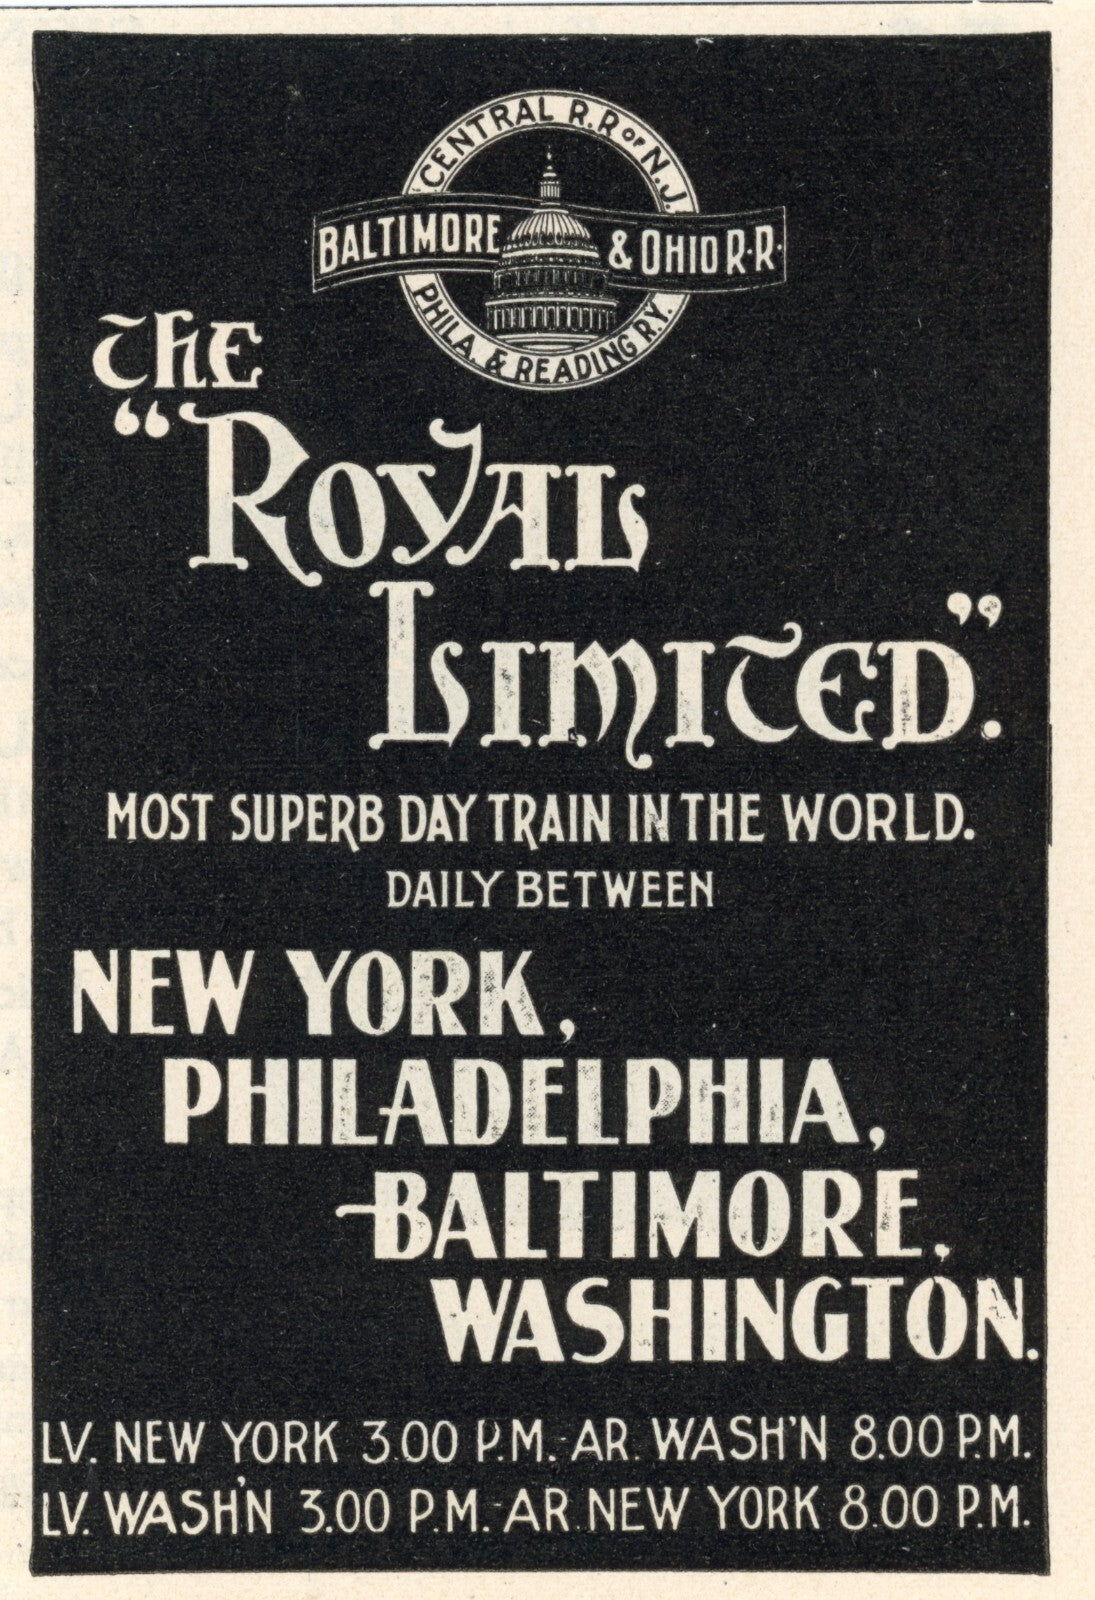 CENTRAL R.R. OF N.J.
BALTIMORE & OHIO R.R.
PHILA. & READING RY.
THE
"ROYAL
LIMITED."
MOST SUPERB DAY TRAIN IN THE WORLD.
DAILY BETWEEN
NEW YORK,
PHILADELPHIA,
BALTIMORE,
WASHINGTON.
LV. NEW YORK 3.00 P.M.-AR. WASH'N 8.00 P.M.
LV. WASH'N 3.00 P.M.-AR. NEW YORK 8.00 P.M.